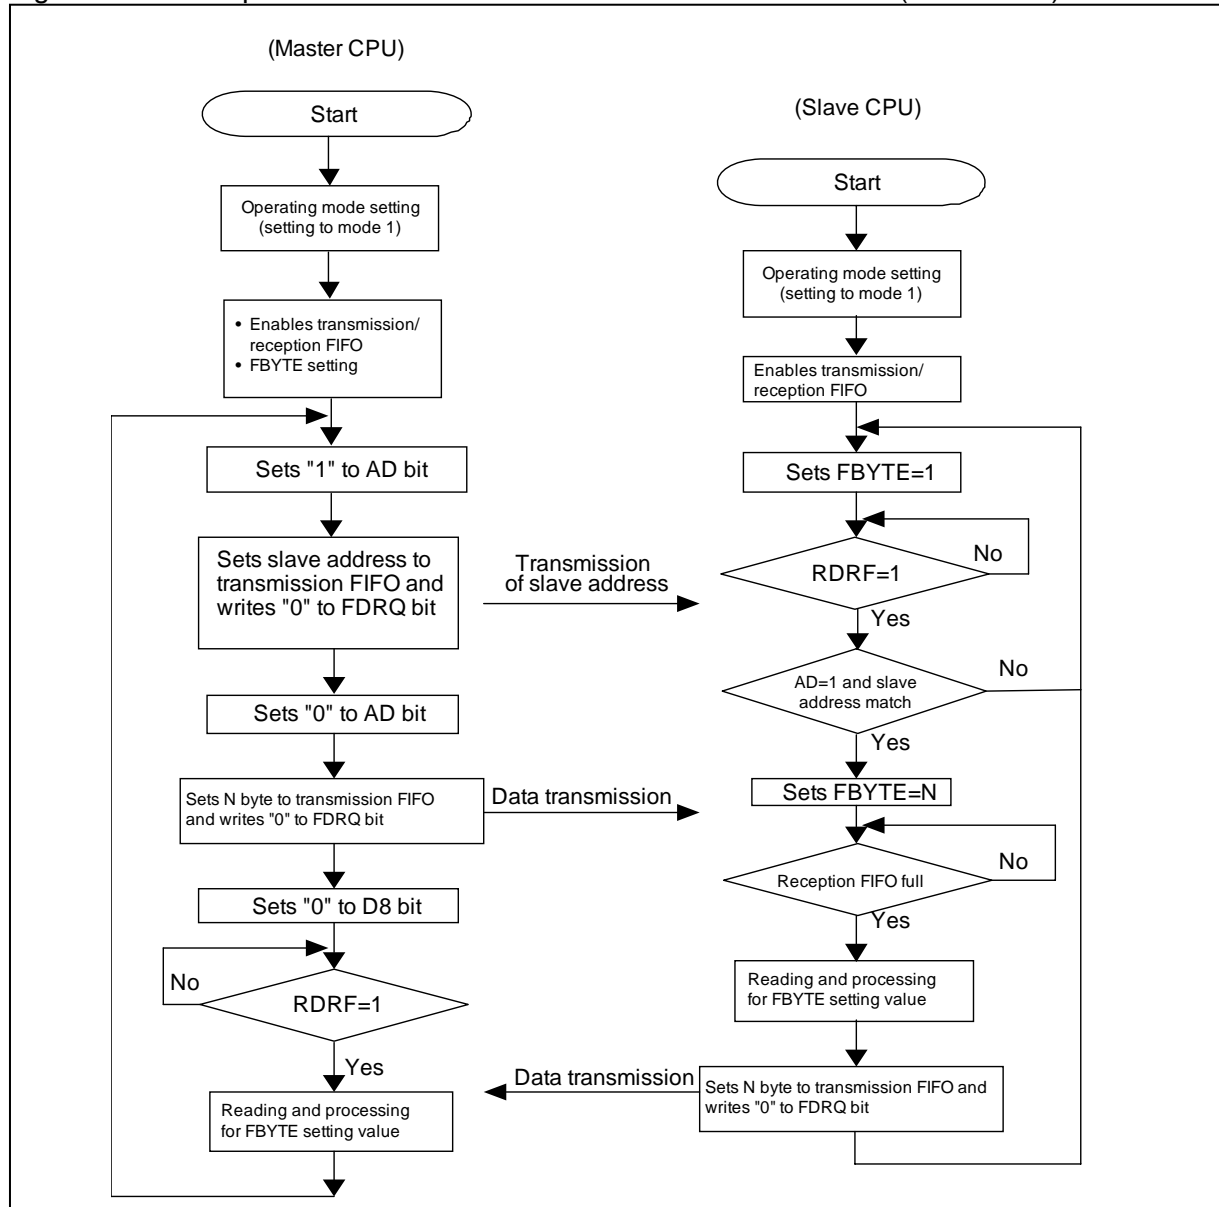 (Master CPU)
Start
Operating mode setting
(setting to mode 1)
• Enables transmission/
reception FIFO
• FBYTE setting
Sets "1" to AD bit
Sets slave address to
transmission FIFO and
writes "0" to FDRQ bit
Transmission
of slave address
Sets "0" to AD bit
Sets N byte to transmission FIFO
and writes "0" to FDRQ bit
Data transmission
Sets "0" to D8 bit
No
RDRF=1
Yes
Reading and processing
for FBYTE setting value
(Slave CPU)
Start
Operating mode setting
(setting to mode 1)
Enables transmission/
reception FIFO
Sets FBYTE=1
No
RDRF=1
Yes
No
AD=1 and slave
address match
Yes
Sets FBYTE=N
No
Reception FIFO full
Yes
Reading and processing
for FBYTE setting value
Data transmission
Sets N byte to transmission FIFO and
writes "0" to FDRQ bit